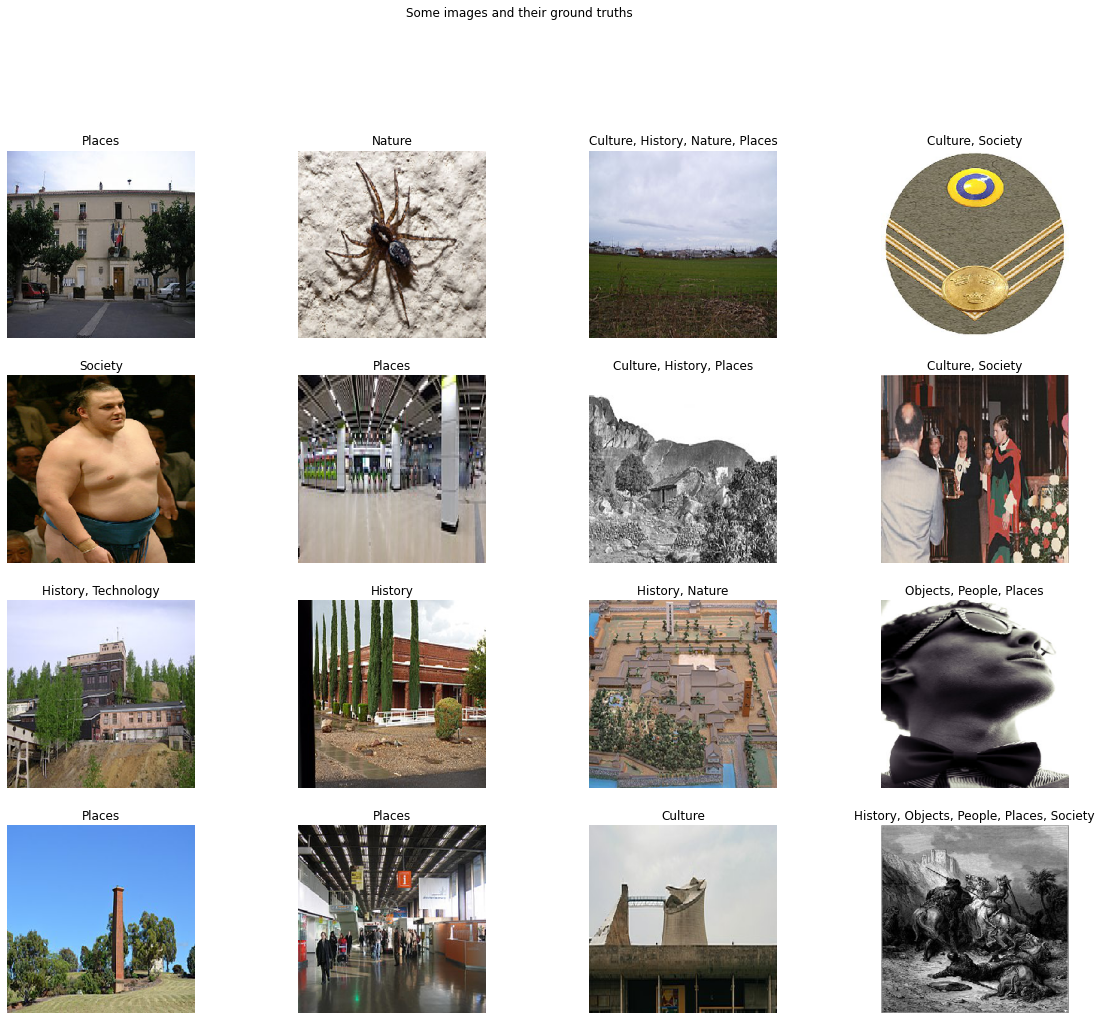 Some images and their ground truths
Places
Nature
Culture, History, Nature, Places
Culture, Society
Society
Places
Culture, History, Places
Culture, Society
History, Technology
History
History, Nature
Objects, People, Places
Places
Places
Culture
History, Objects, People, Places, Society